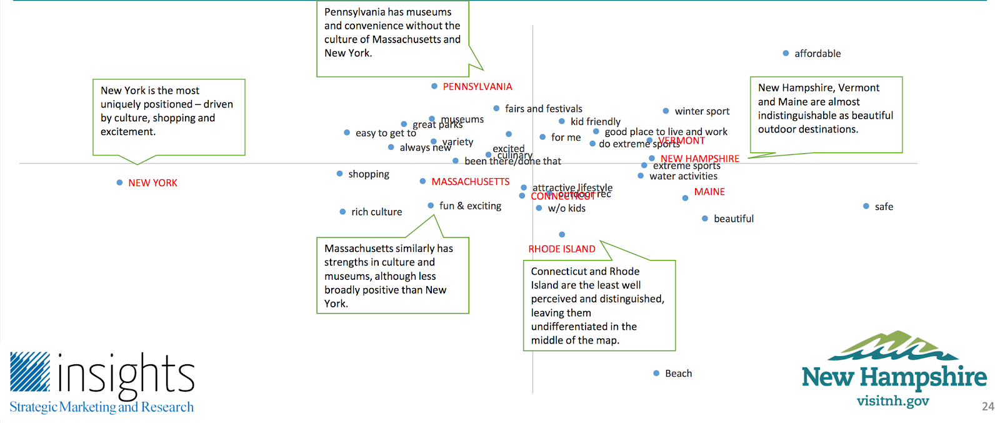 Pennsylvania has museums
and convenience without the
culture of Massachusetts and
New York.
affordable
New York is the most
uniquely positioned – driven
by culture, shopping and
excitement.
PENNSYLVANIA
New Hampshire, Vermont
and Maine are almost
indistinguishable as beautiful
outdoor destinations.
fairs and festivals
winter sport
museums
kid friendly
great parks
easy to get to
good place to live and work
for me
variety
VERMONT
do extreme sports
always new
excited
culinary
been there/done that
NEW HAMPSHIRE
extreme sports
shopping
water activities
NEW YORK
MASSACHUSETTS
attractive lifestyle
outdoor rec
CONNECTICUT
MAINE
fun & exciting
w/o kids
safe
rich culture
beautiful
RHODE ISLAND
Massachusetts similarly has
strengths in culture and
museums, although less
broadly positive than New
York.
Connecticut and Rhode
Island are the least well
perceived and distinguished,
leaving them
undifferentiated in the
middle of the map.
Beach
insights
Strategic Marketing and Research
New Hampshire
visitnh.gov
24